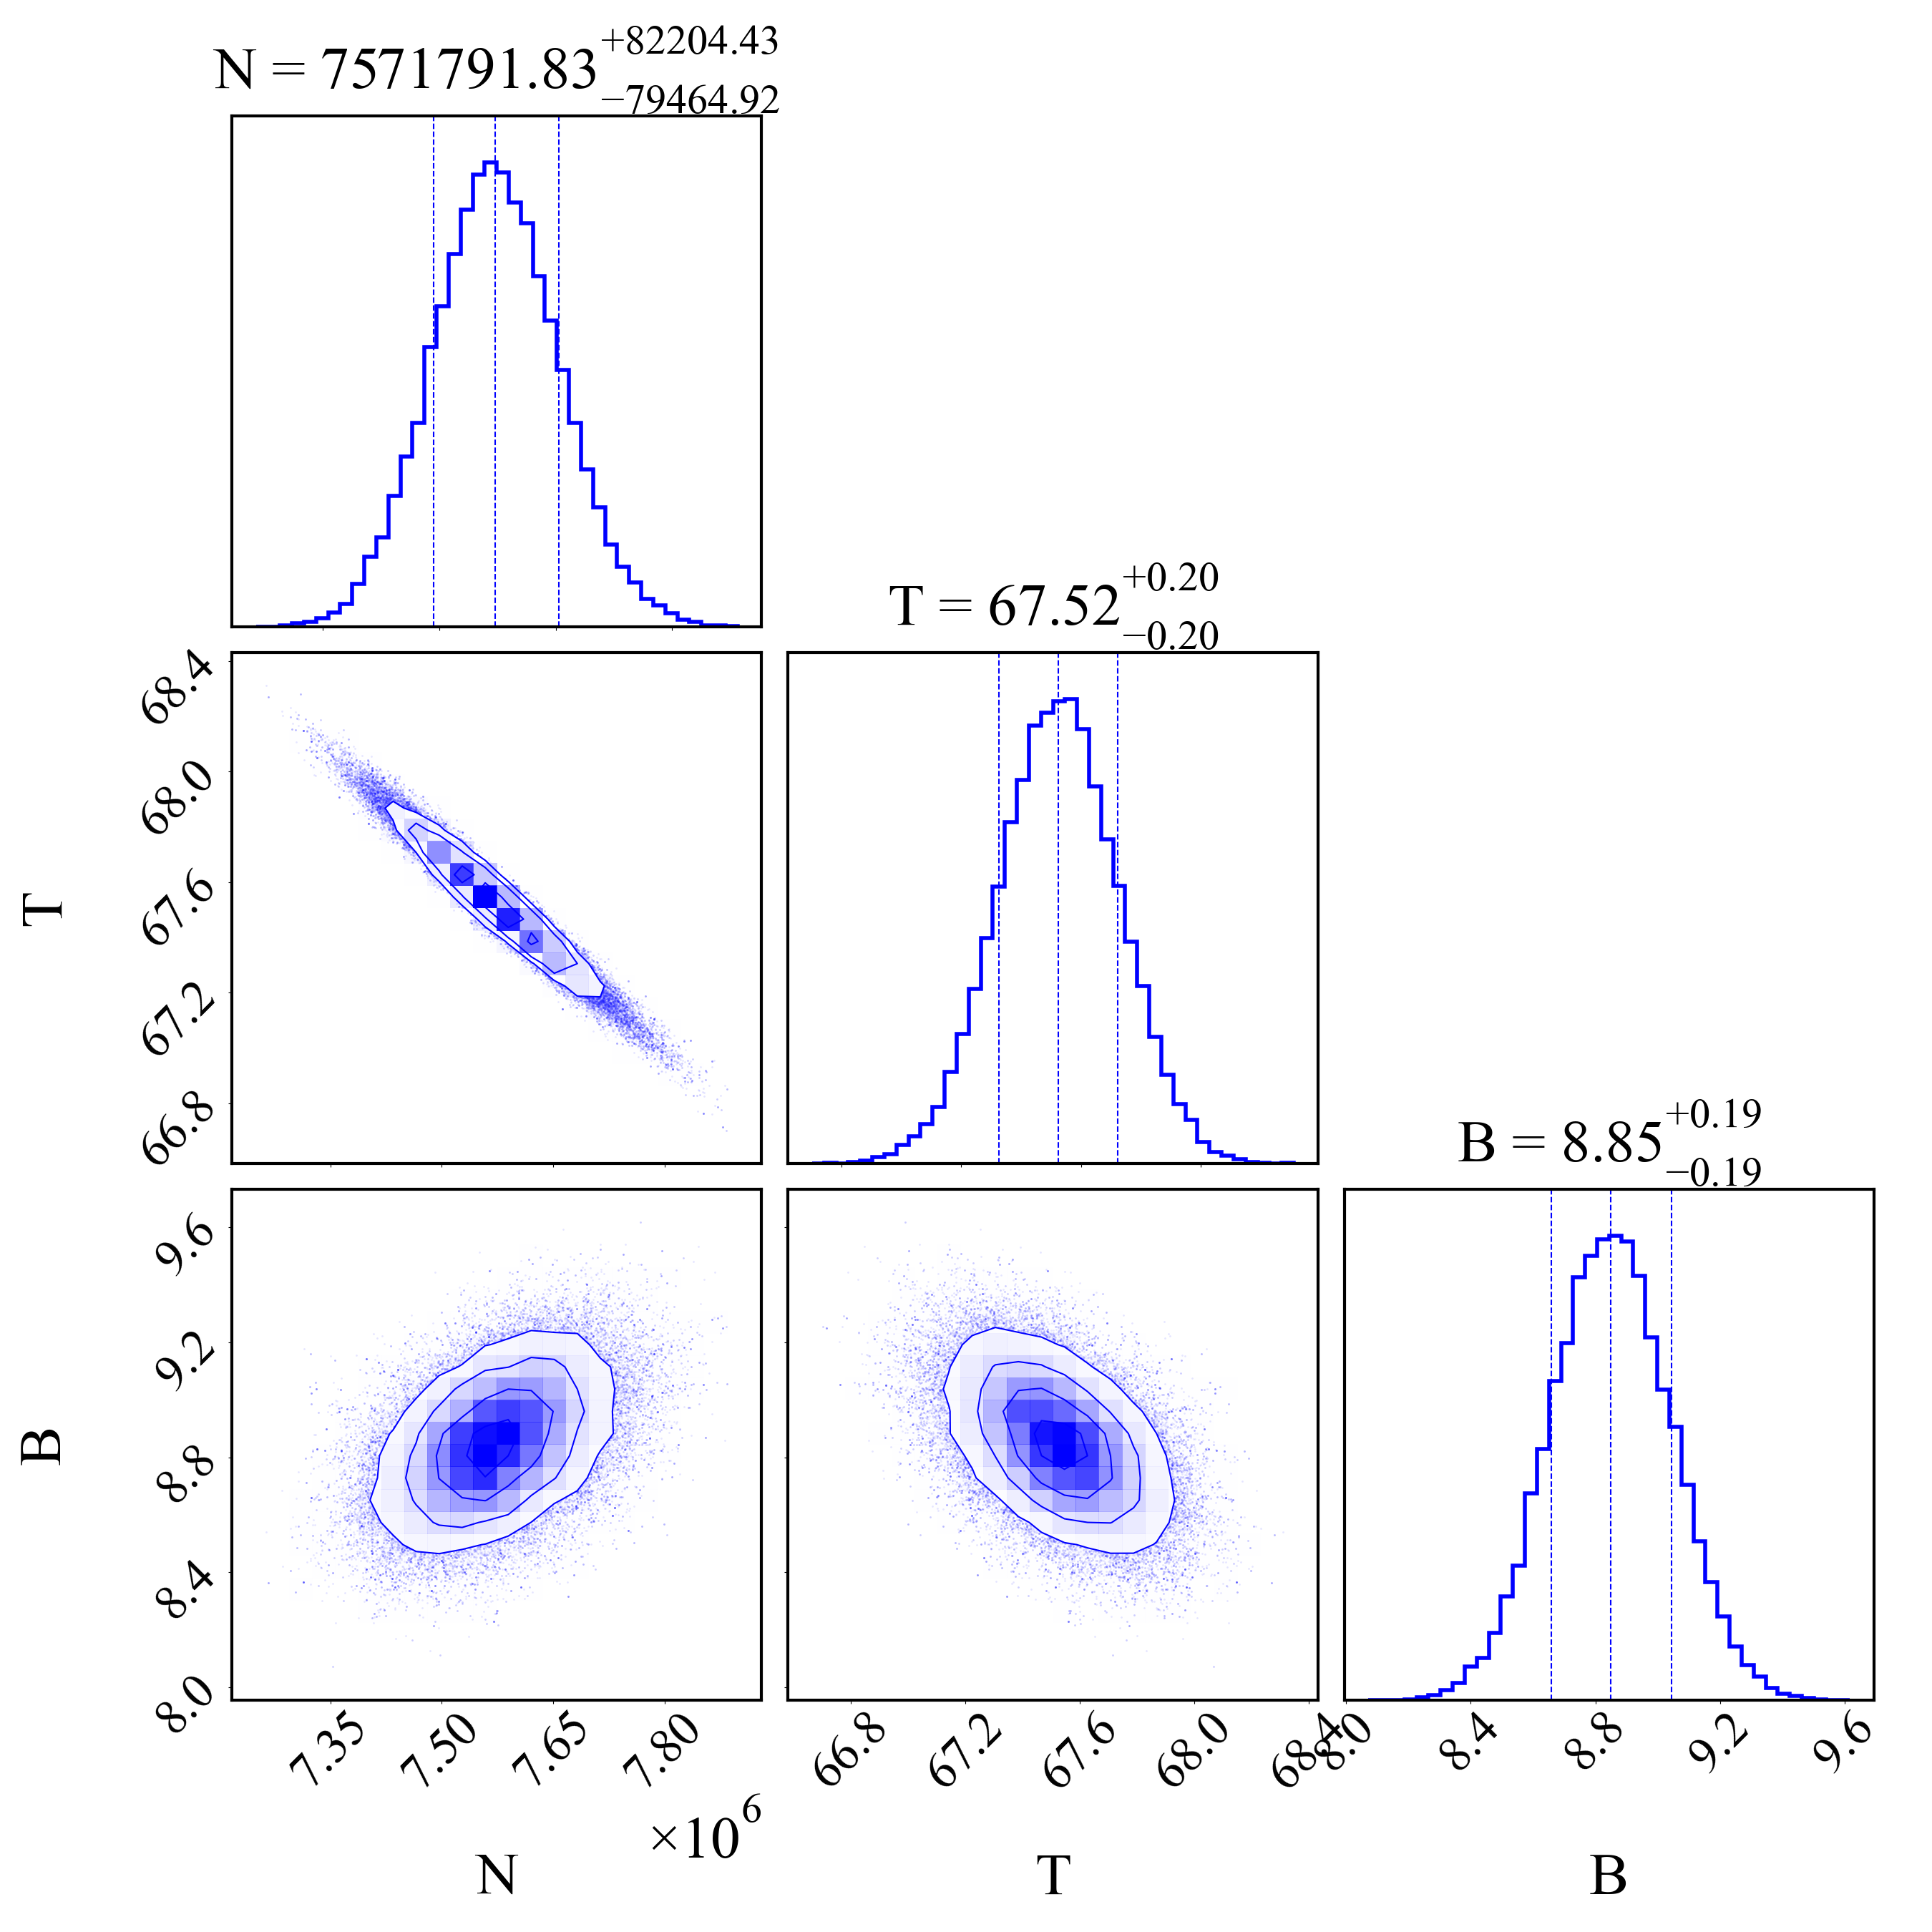 N = 7571791.83 +82204.43 −79464.92
T = 67.52 +0.20 −0.20
68.4
68.0
67.6
67.2
66.8
T
B = 8.85 +0.19 −0.19
9.6
9.2
8.8
8.4
8.0
B
7.35 7.50 7.65 7.80
66.8 67.2 67.6 68.0 68.4
8.0 8.4 8.8 9.2 9.6
×10⁶
N T B